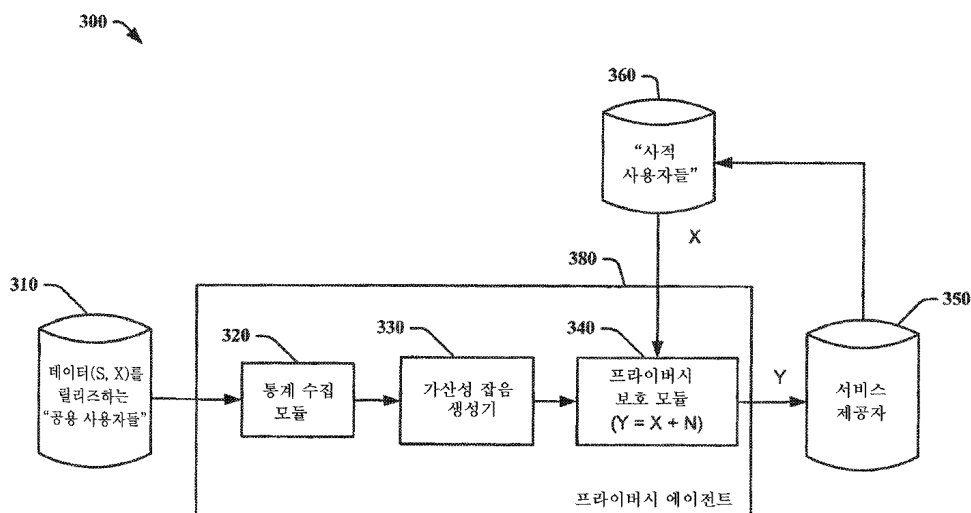 300
360
"사적
사용자들"
X
380
310
320
330
340
350
데이터(S, X)를
릴리즈하는
"공용 사용자들"
통계 수집
모듈
가산성 잡음
생성기
프라이버시
보호 모듈
(Y = X + N)
Y
서비스
제공자
프라이버시 에이전트